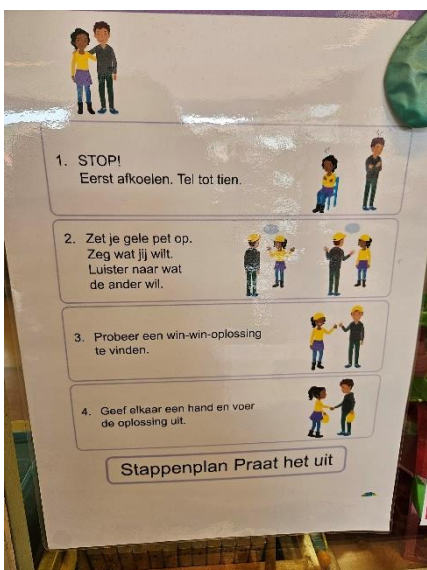 1. STOP!
Eerst afkoelen. Tel tot tien.
2. Zet je gele pet op.
Zeg wat jij wilt.
Luister naar wat
de ander wil.
3. Probeer een win-win-oplossing
te vinden.
4. Geef elkaar een hand en voer
de oplossing uit.
Stappenplan Praat het uit